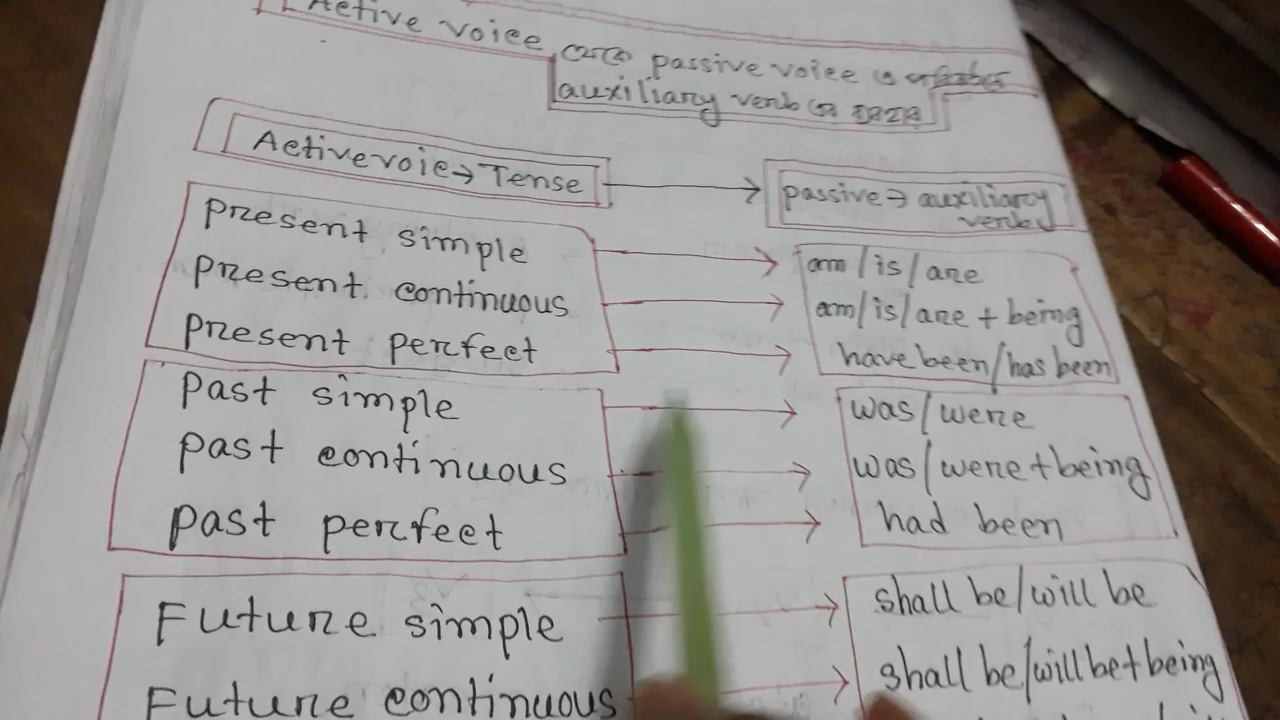 Active voice থেকে passive voice এ
auxiliary verb এর
Activevoie→Tense
passive→auxiliary
verb
present simple
am/is/are
present continuous
am/is/are + being
present perfect
have been/has been
past simple
was/were
past continuous
was/were+being
past perfect
had been
Future simple
shall be/will be
Future continuous
shall be/will be+being